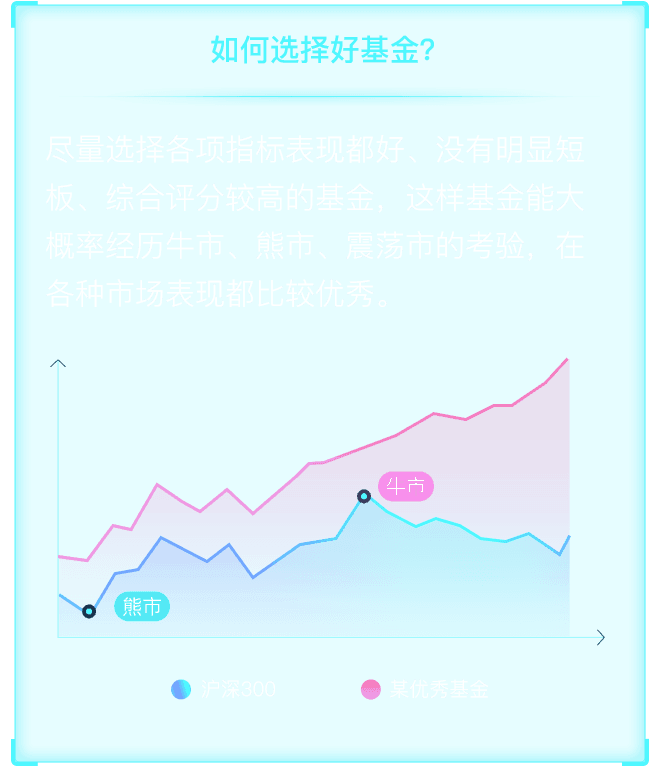 如何选择好基金?
尽量选择各项指标表现都好、没有明显短
板、综合评分较高的基金，这样基金能大
概率经历牛市、熊市、震荡市的考验，在
各种市场表现都比较优秀。
牛市
熊市
沪深300
某优秀基金